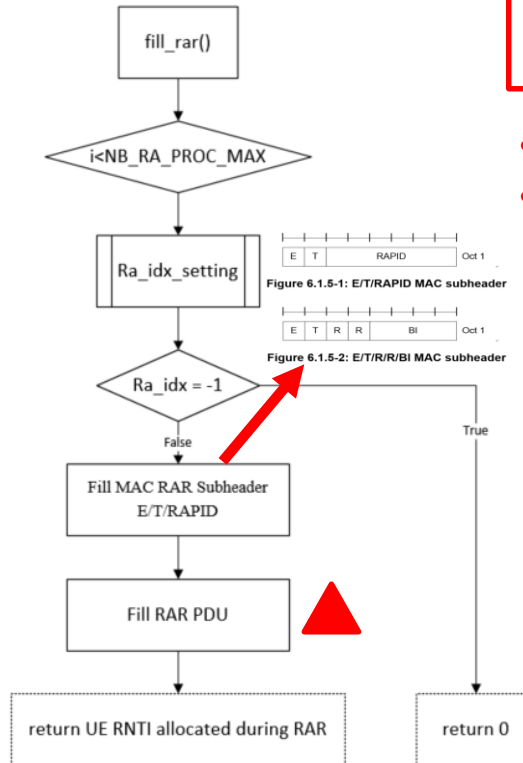 fill_rar()
i<NB_RA_PROC_MAX
Ra_idx_setting
E T RAPID Oct 1
Figure 6.1.5-1: E/T/RAPID MAC subheader
E T R R BI Oct 1
Figure 6.1.5-2: E/T/R/R/BI MAC subheader
Ra_idx = -1
False
True
Fill MAC RAR Subheader
E/T/RAPID
Fill RAR PDU
return UE RNTI allocated during RAR
return 0